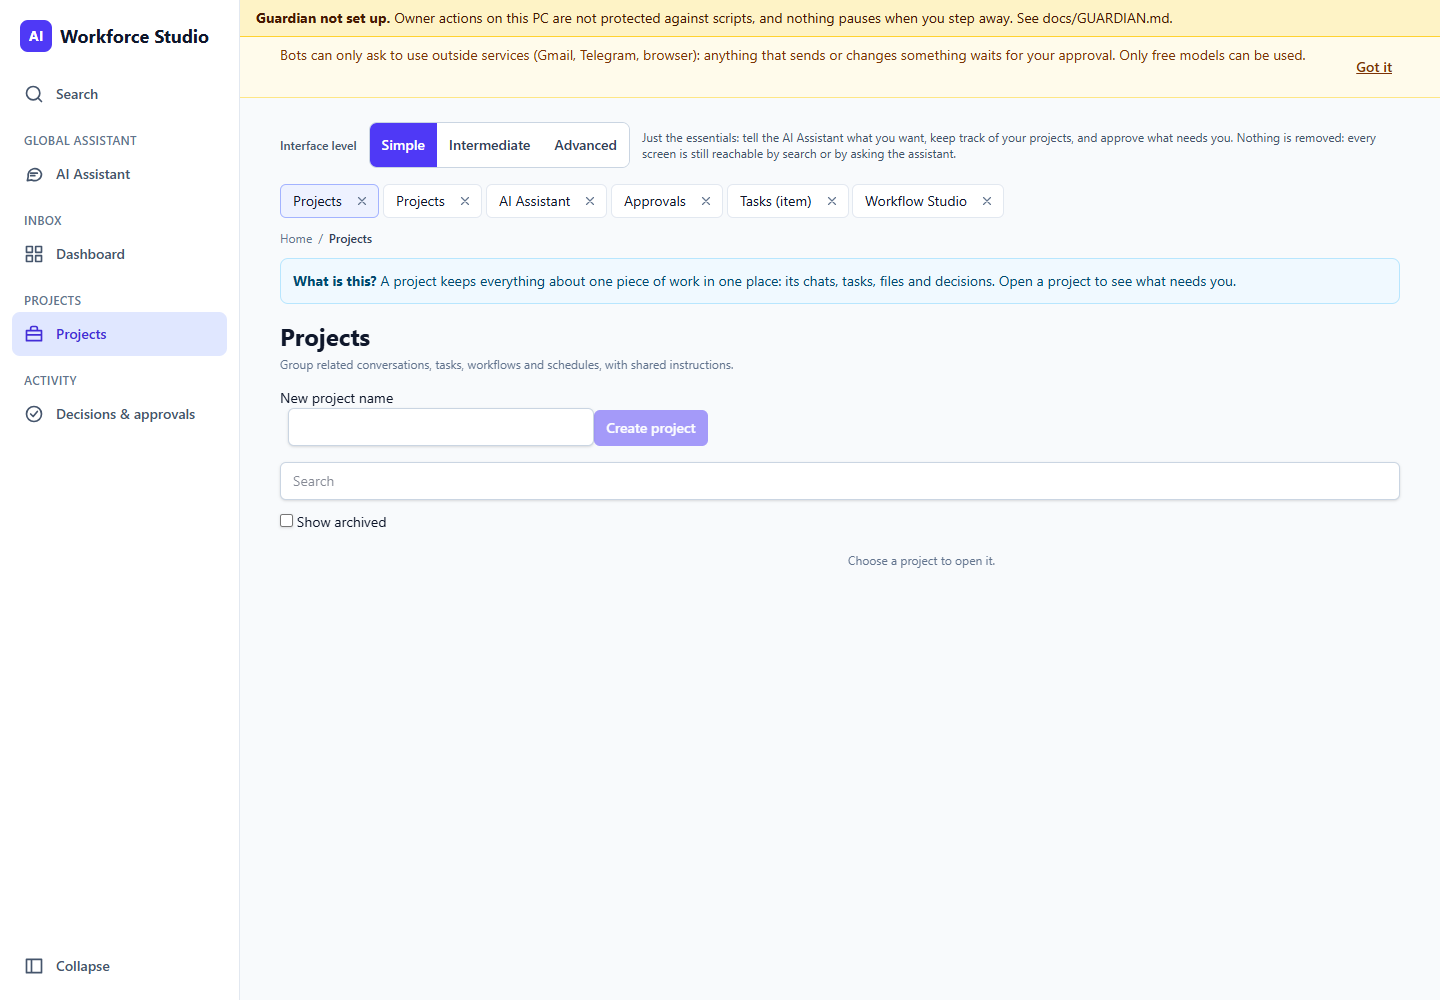 AI Workforce Studio
Search
GLOBAL ASSISTANT
AI Assistant
INBOX
Dashboard
PROJECTS
Projects
ACTIVITY
Decisions & approvals
Collapse
Guardian not set up. Owner actions on this PC are not protected against scripts, and nothing pauses when you step away. See docs/GUARDIAN.md.
Bots can only ask to use outside services (Gmail, Telegram, browser): anything that sends or changes something waits for your approval. Only free models can be used.
Got it
Interface level
Simple Intermediate Advanced
Just the essentials: tell the AI Assistant what you want, keep track of your projects, and approve what needs you. Nothing is removed: every
screen is still reachable by search or by asking the assistant.
Projects × Projects × AI Assistant × Approvals × Tasks (item) × Workflow Studio ×
Home / Projects
What is this? A project keeps everything about one piece of work in one place: its chats, tasks, files and decisions. Open a project to see what needs you.
Projects
Group related conversations, tasks, workflows and schedules, with shared instructions.
New project name
Create project
Search
Show archived
Choose a project to open it.